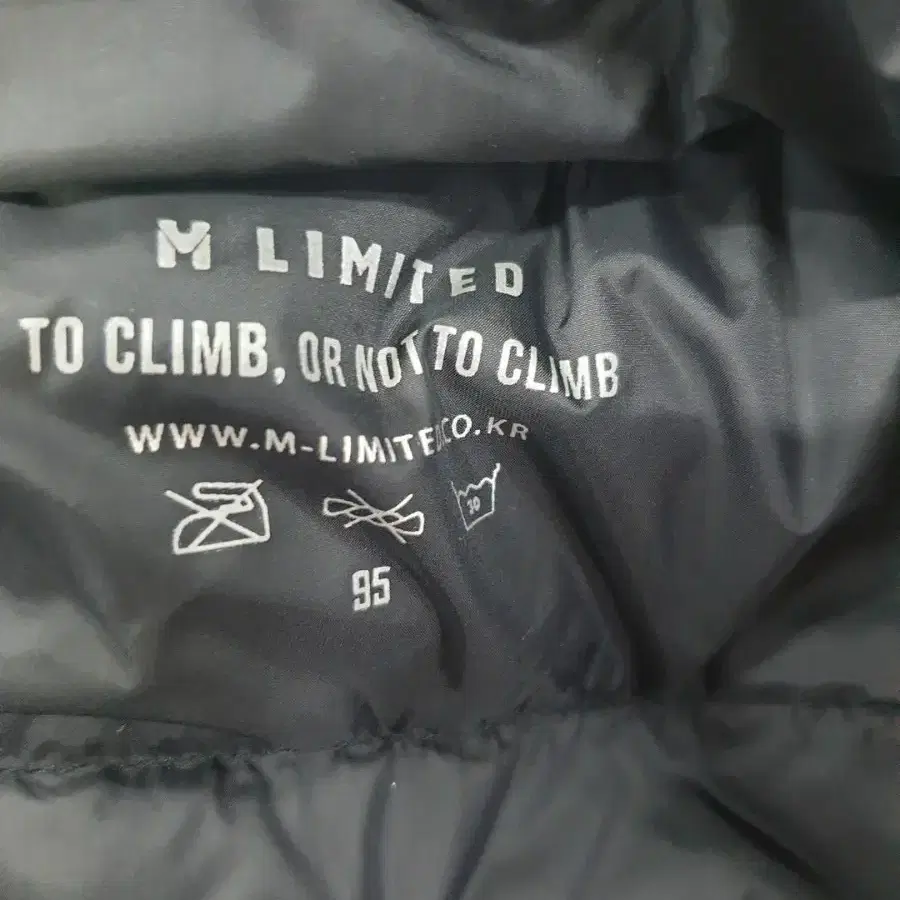 M LIMITED
TO CLIMB, OR NOT TO CLIMB
WWW.M-LIMITED.CO.KR
30
95